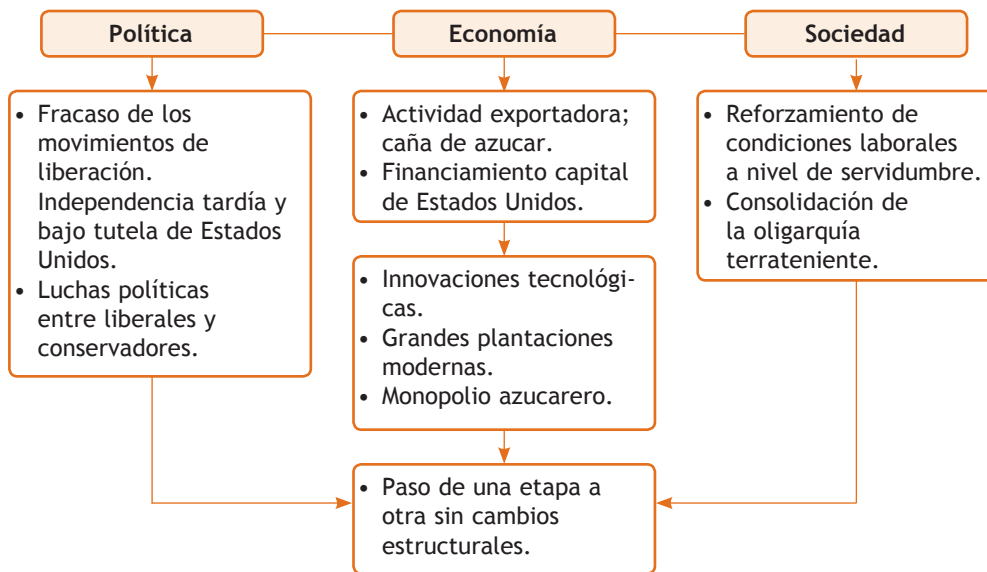 Política
Economía
Sociedad
• Fracaso de los
movimientos de
liberación.
Independencia tardía y
bajo tutela de Estados
Unidos.
• Luchas políticas
entre liberales y
conservadores.
• Actividad exportadora;
caña de azucar.
• Financiamiento capital
de Estados Unidos.
• Innovaciones tecnológi-
cas.
• Grandes plantaciones
modernas.
• Monopolio azucarero.
• Reforzamiento de
condiciones laborales
a nivel de servidumbre.
• Consolidación de
la oligarquía
terrateniente.
• Paso de una etapa a
otra sin cambios
estructurales.